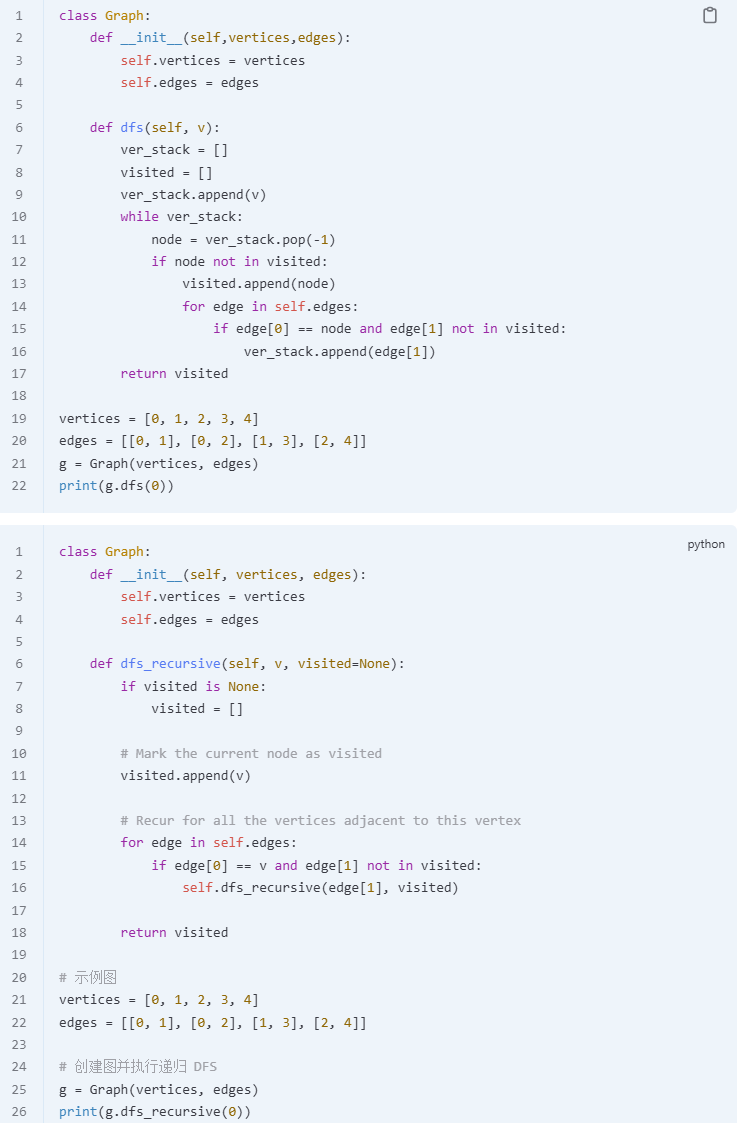 1 class Graph:
2     def __init__(self,vertices,edges):
3         self.vertices = vertices
4         self.edges = edges
5
6     def dfs(self, v):
7         ver_stack = []
8         visited = []
9         ver_stack.append(v)
10         while ver_stack:
11             node = ver_stack.pop(-1)
12             if node not in visited:
13                 visited.append(node)
14                 for edge in self.edges:
15                     if edge[0] == node and edge[1] not in visited:
16                         ver_stack.append(edge[1])
17         return visited
18
19 vertices = [0, 1, 2, 3, 4]
20 edges = [[0, 1], [0, 2], [1, 3], [2, 4]]
21 g = Graph(vertices, edges)
22 print(g.dfs(0))
python
1 class Graph:
2     def __init__(self, vertices, edges):
3         self.vertices = vertices
4         self.edges = edges
5
6     def dfs_recursive(self, v, visited=None):
7         if visited is None:
8             visited = []
9
10         # Mark the current node as visited
11         visited.append(v)
12
13         # Recur for all the vertices adjacent to this vertex
14         for edge in self.edges:
15             if edge[0] == v and edge[1] not in visited:
16                 self.dfs_recursive(edge[1], visited)
17
18         return visited
19
20 # 示例图
21 vertices = [0, 1, 2, 3, 4]
22 edges = [[0, 1], [0, 2], [1, 3], [2, 4]]
23
24 # 创建图并执行递归 DFS
25 g = Graph(vertices, edges)
26 print(g.dfs_recursive(0))